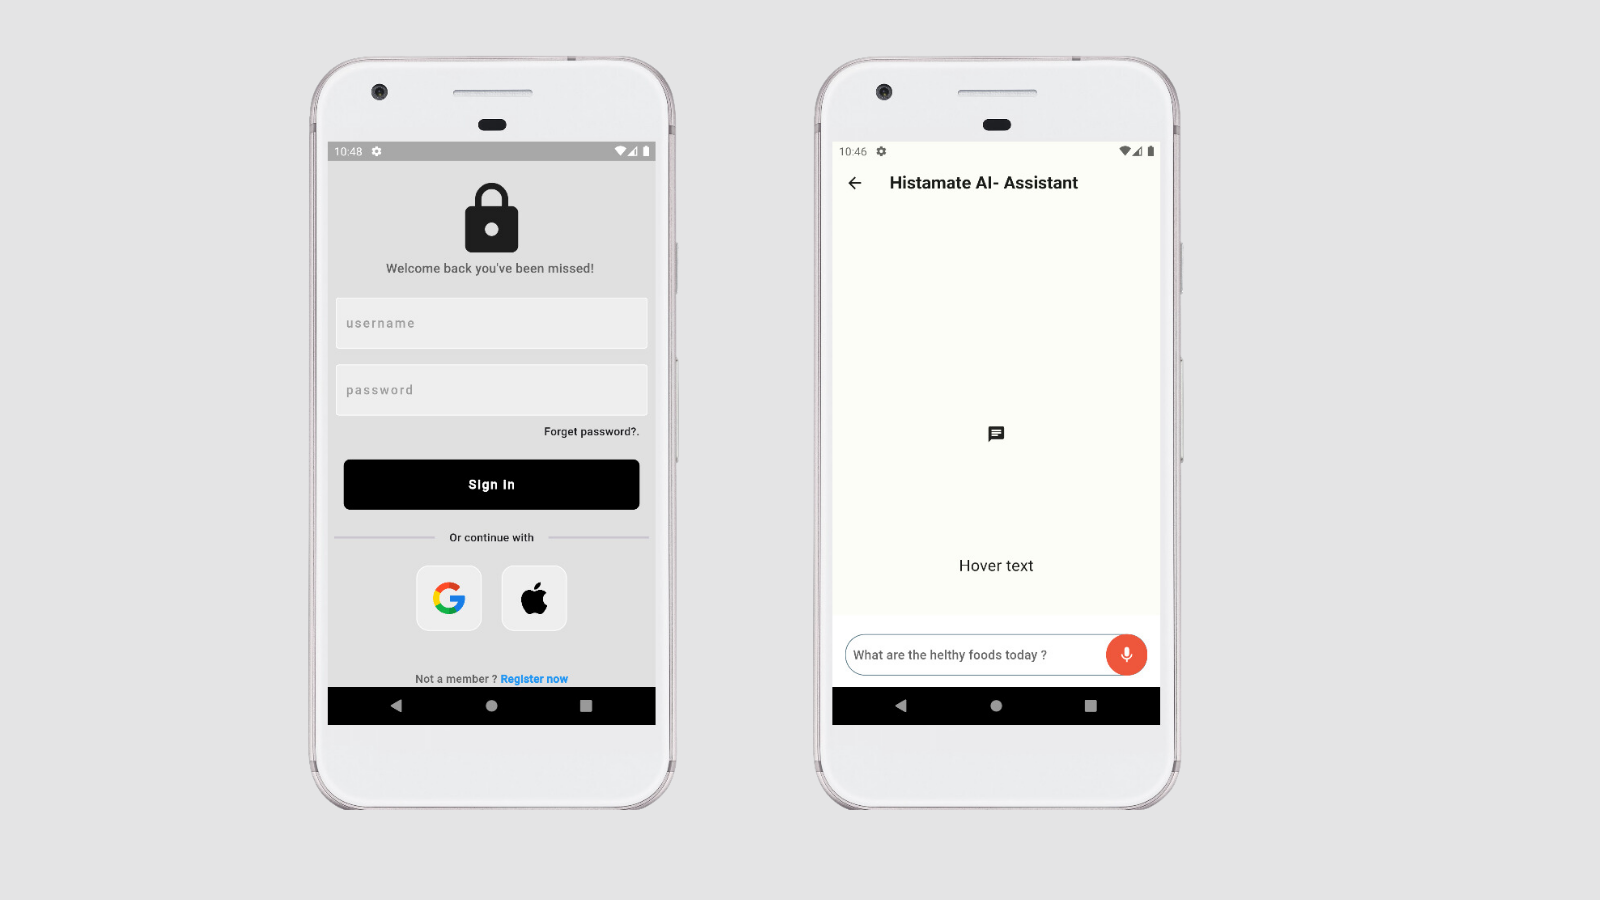 10:48
Welcome back you've been missed!
username
password
Forget password?.
Sign In
Or continue with
Not a member ? Register now
10:46
Histamate AI- Assistant
Hover text
What are the helthy foods today ?